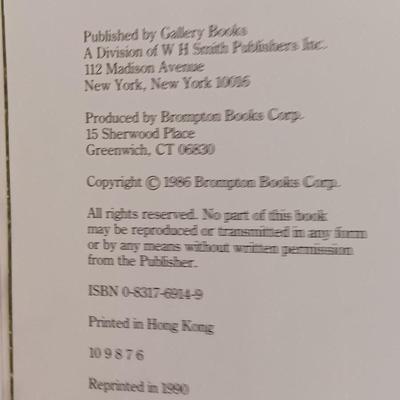 Published by Gallery Books
A Division of W H Smith Publishers Inc.
112 Madison Avenue
New York, New York 10016
Produced by Brompton Books Corp.
15 Sherwood Place
Greenwich, CT 06830
Copyright © 1986 Brompton Books Corp.
All rights reserved. No part of this book
may be reproduced or transmitted in any form
or by any means without written permission
from the Publisher.
ISBN 0-8317-6914-9
Printed in Hong Kong
10 9 8 7 6
Reprinted in 1990